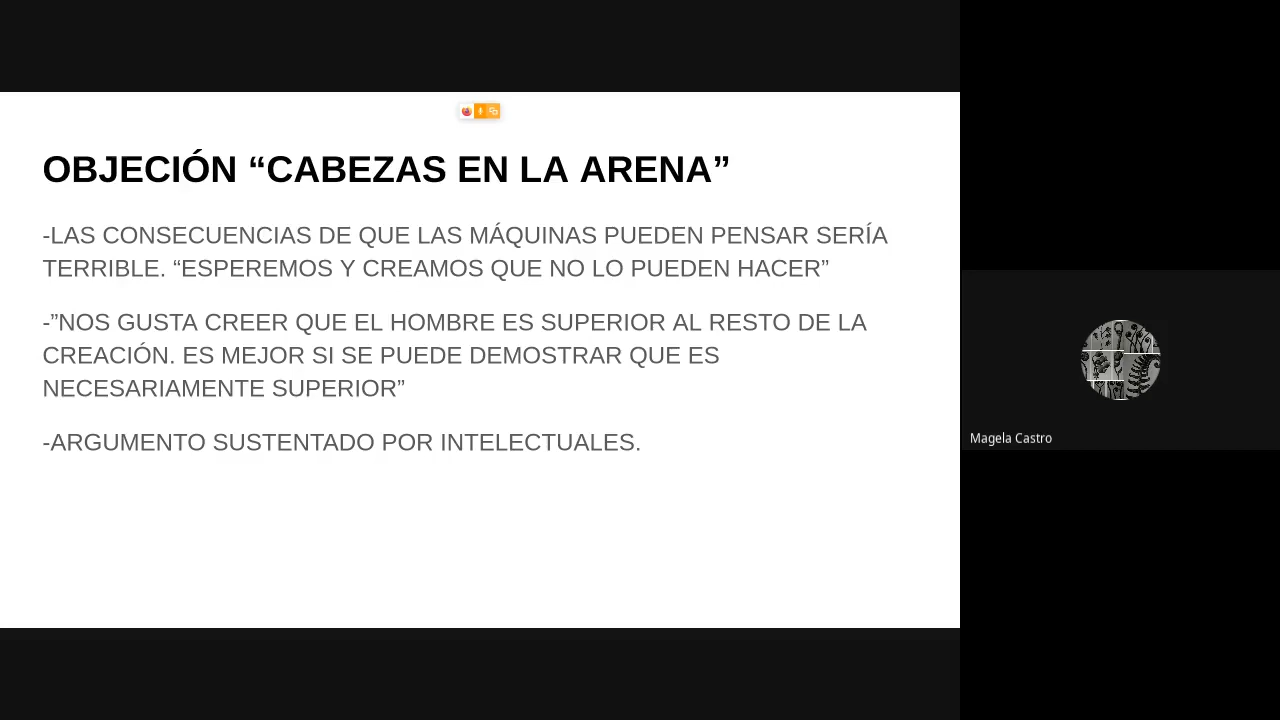 OBJECIÓN “CABEZAS EN LA ARENA”
-LAS CONSECUENCIAS DE QUE LAS MÁQUINAS PUEDEN PENSAR SERÍA
TERRIBLE. “ESPEREMOS Y CREAMOS QUE NO LO PUEDEN HACER”
-”NOS GUSTA CREER QUE EL HOMBRE ES SUPERIOR AL RESTO DE LA
CREACIÓN. ES MEJOR SI SE PUEDE DEMOSTRAR QUE ES
NECESARIAMENTE SUPERIOR”
-ARGUMENTO SUSTENTADO POR INTELECTUALES.
Magela Castro